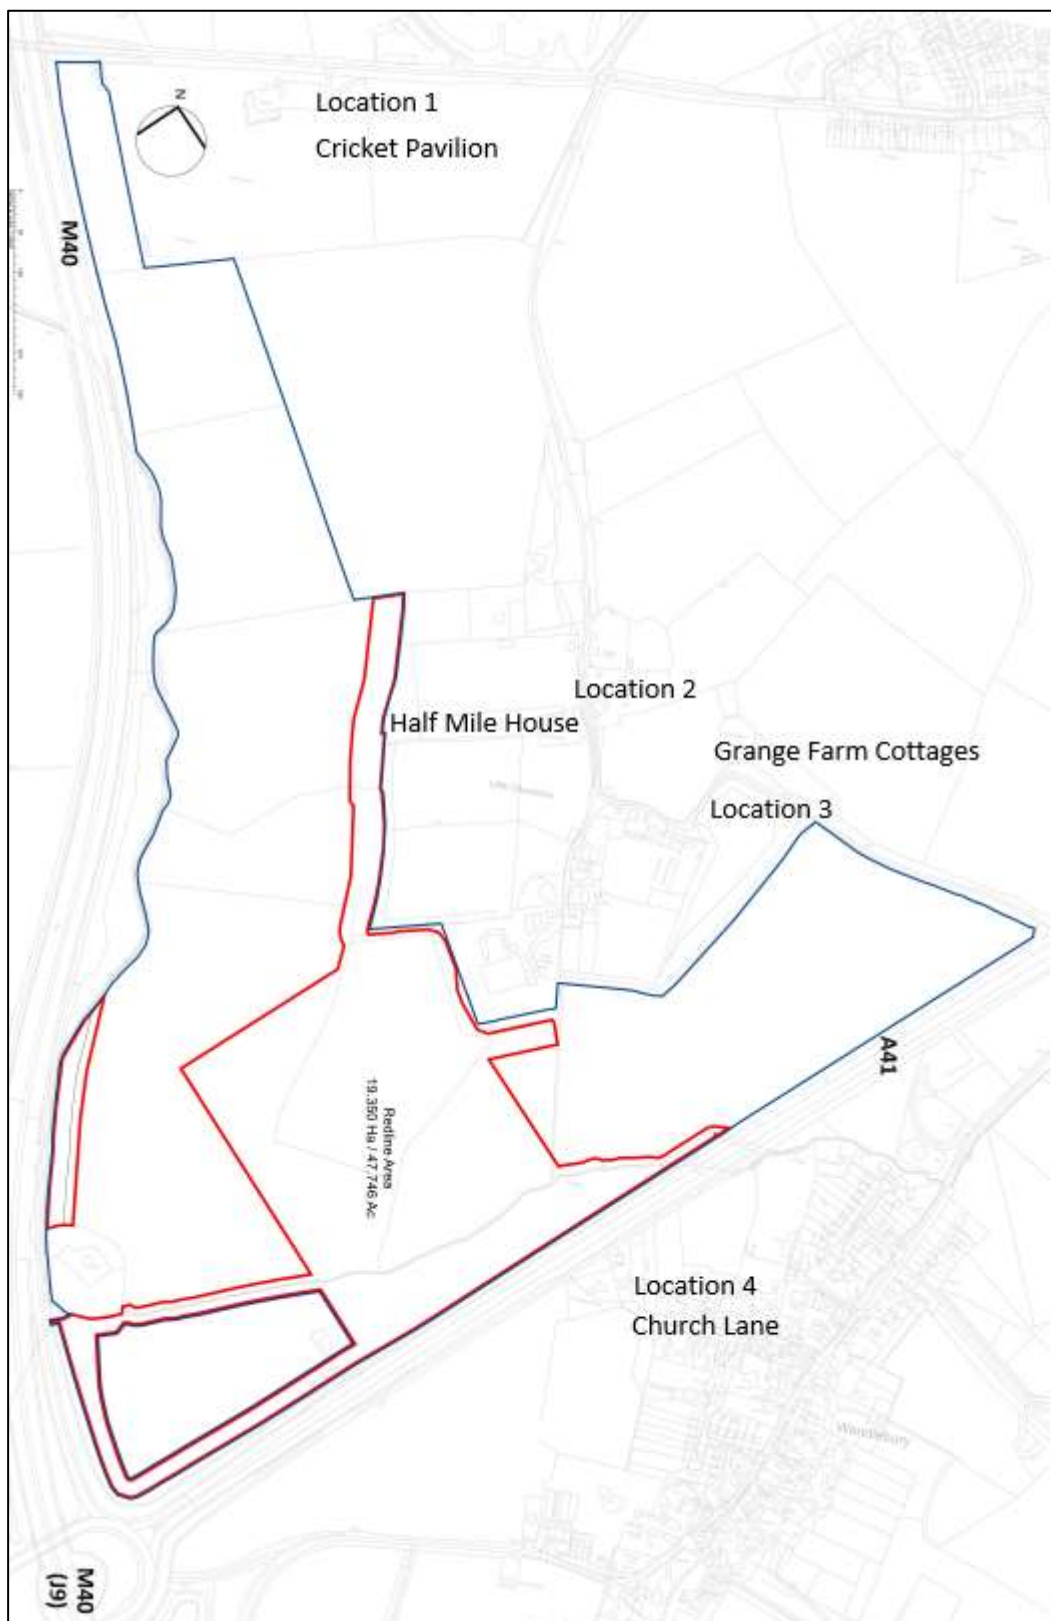 Location 1
Cricket Pavilion
N
M40
Location 2
Half Mile House
Grange Farm Cottages
Location 3
A41
Redline Area
19.350 Ha / 47.746 Ac
Location 4
Church Lane
Wendlebury
M40
(J9)